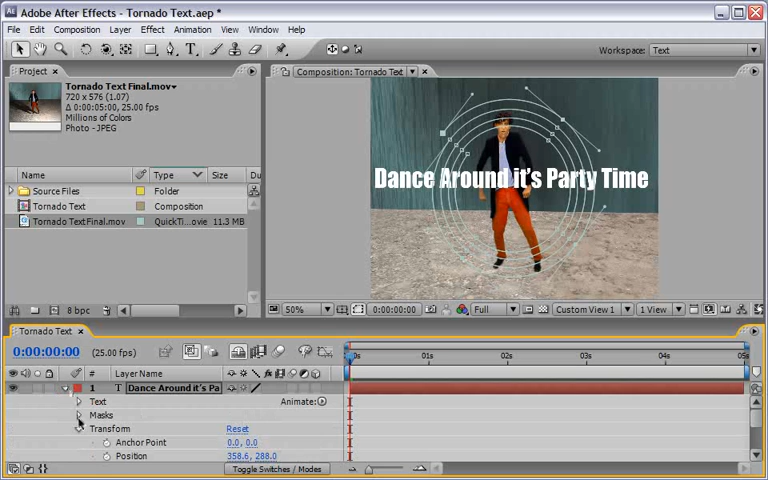 Adobe After Effects - Tornado Text.aep *
File Edit Composition Layer Effect Animation View Window Help
Workspace: Text
Project ×
Composition: Tornado Text
Tornado Text Final.mov
720 x 576 (1.07)
Δ 0:00:05:00, 25.00 fps
Millions of Colors
Photo - JPEG
Name Type Size Du
Source Files Folder
Tornado Text Composition
Tornado Text Final.mov QuickTi...ovie 11.3 MB
Dance Around it's Party Time
8 bpc
50% 0:00:00:00 Full Custom View 1 1 View
Tornado Text ×
0:00:00:00 (25.00 fps)
0s 01s 02s 03s 04s 05s
# Layer Name
1 T Dance Around it's Pa
Text Animate:
Masks
Transform Reset
Anchor Point 0.0, 0.0
Position 358.6, 288.0
Toggle Switches / Modes